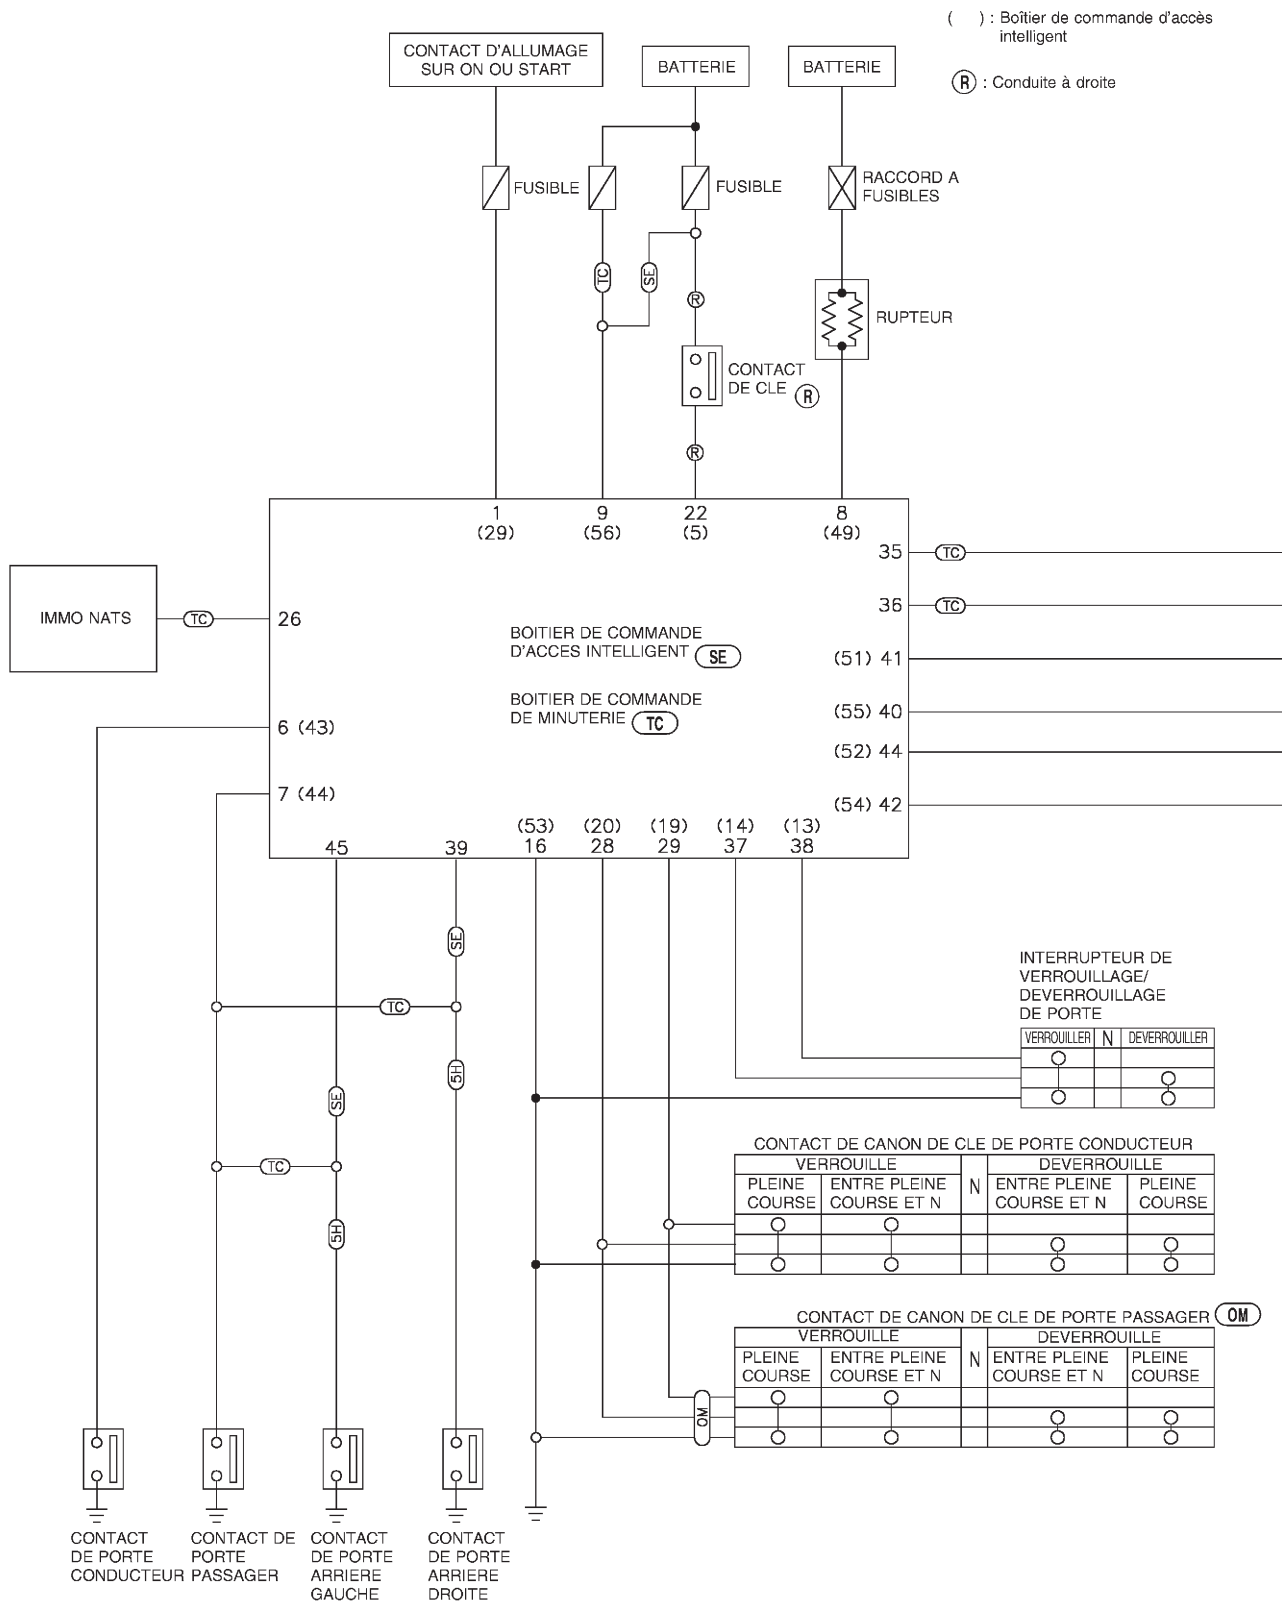 ( ) : Boîtier de commande d'accès
intelligent
R : Conduite à droite
CONTACT D'ALLUMAGE
SUR ON OU START
BATTERIE
BATTERIE
FUSIBLE
FUSIBLE
RACCORD A
FUSIBLES
TC
SE
R
RUPTEUR
CONTACT
DE CLE R
R
1
(29)
9
(56)
22
(5)
8
(49)
35 TC
36 TC
IMMO NATS
TC
26
BOITIER DE COMMANDE
D'ACCES INTELLIGENT SE
BOITIER DE COMMANDE
DE MINUTERIE TC
(51) 41
(55) 40
(52) 44
(54) 42
6 (43)
7 (44)
45
39
(53)
16
(20)
28
(19)
29
(14)
37
(13)
38
SE
TC
5H
SE
TC
5H
INTERRUPTEUR DE
VERROUILLAGE/
DEVERROUILLAGE
DE PORTE
VERROUILLER N DEVERROUILLER
CONTACT DE CANON DE CLE DE PORTE CONDUCTEUR
VERROUILLE
DEVERROUILLE
PLEINE
COURSE
ENTRE PLEINE
COURSE ET N
N
ENTRE PLEINE
COURSE ET N
PLEINE
COURSE
CONTACT DE CANON DE CLE DE PORTE PASSAGER OM
VERROUILLE
DEVERROUILLE
PLEINE
COURSE
ENTRE PLEINE
COURSE ET N
N
ENTRE PLEINE
COURSE ET N
PLEINE
COURSE
OM
CONTACT
DE PORTE
CONDUCTEUR
CONTACT DE
PORTE
PASSAGER
CONTACT
DE PORTE
ARRIERE
GAUCHE
CONTACT
DE PORTE
ARRIERE
DROITE